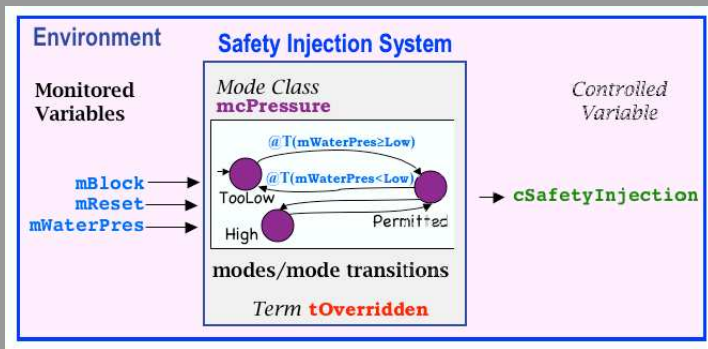 Environment
Safety Injection System
Monitored
Variables
mBlock
mReset
mWaterPres
Mode Class
mcPressure
@T(mWaterPres≥Low)
@T(mWaterPres<Low)
TooLow
High
Permitted
modes/mode transitions
Term tOverridden
Controlled
Variable
cSafetyInjection